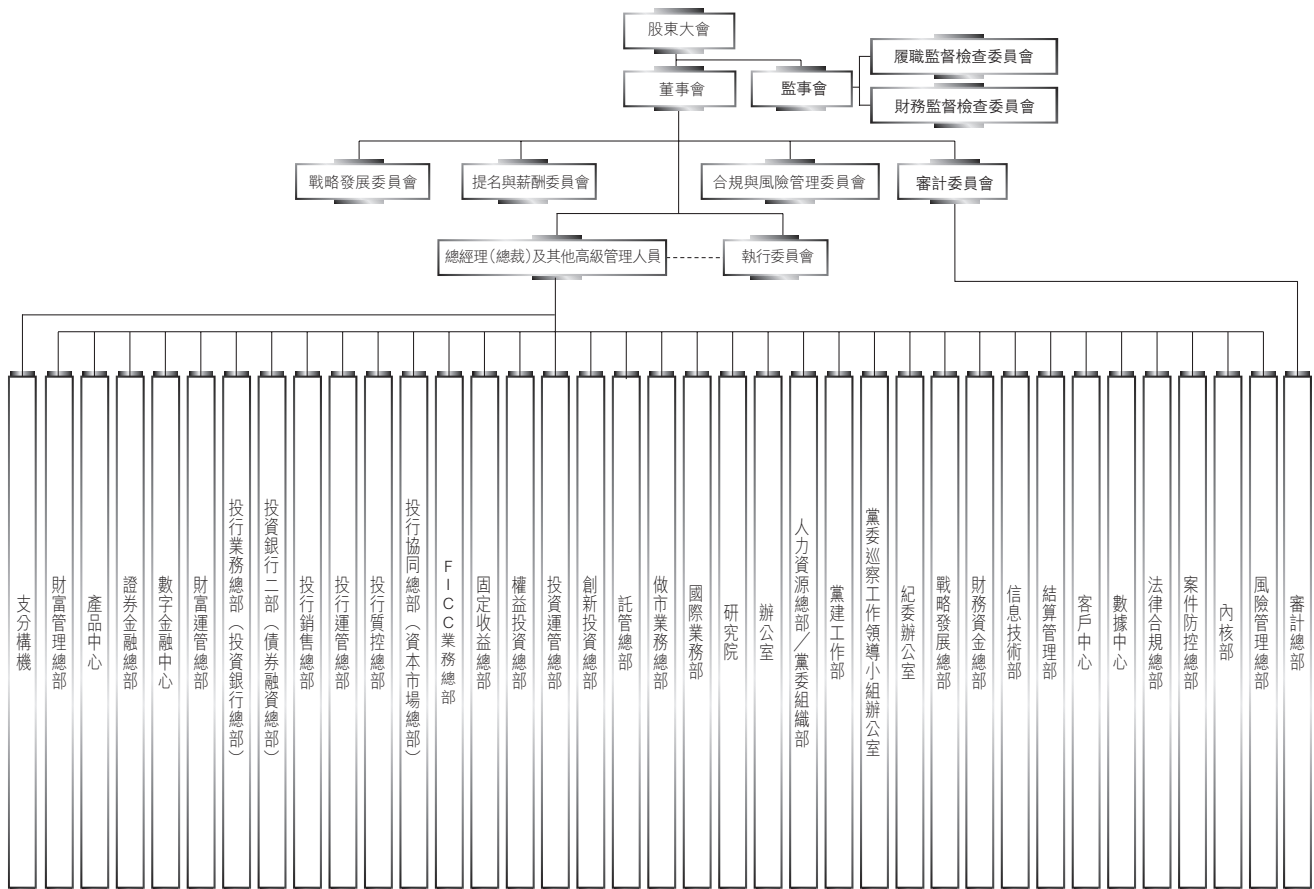 股東大會
董事會
監事會
履職監督檢查委員會
財務監督檢查委員會
戰略發展委員會
提名與薪酬委員會
合規與風險管理委員會
審計委員會
總經理(總裁)及其他高級管理人員
執行委員會
支分構機
財富管理總部
產品中心
證券金融總部
數字金融中心
財富運管總部
投行業務總部(投資銀行總部)
投資銀行二部(債券融資總部)
投行銷售總部
投行運管總部
投行質控總部
投行協同總部(資本市場總部)
FICC業務總部
固定收益總部
權益投資總部
投資運管總部
創新投資總部
託管總部
做市業務總部
國際業務部
研究院
辦公室
人力資源總部/黨委組織部
黨建工作部
黨委巡察工作領導小組辦公室
紀委辦公室
戰略發展總部
財務資金總部
信息技術部
結算管理部
客戶中心
數據中心
法律合規總部
案件防控總部
內核部
風險管理總部
審計總部